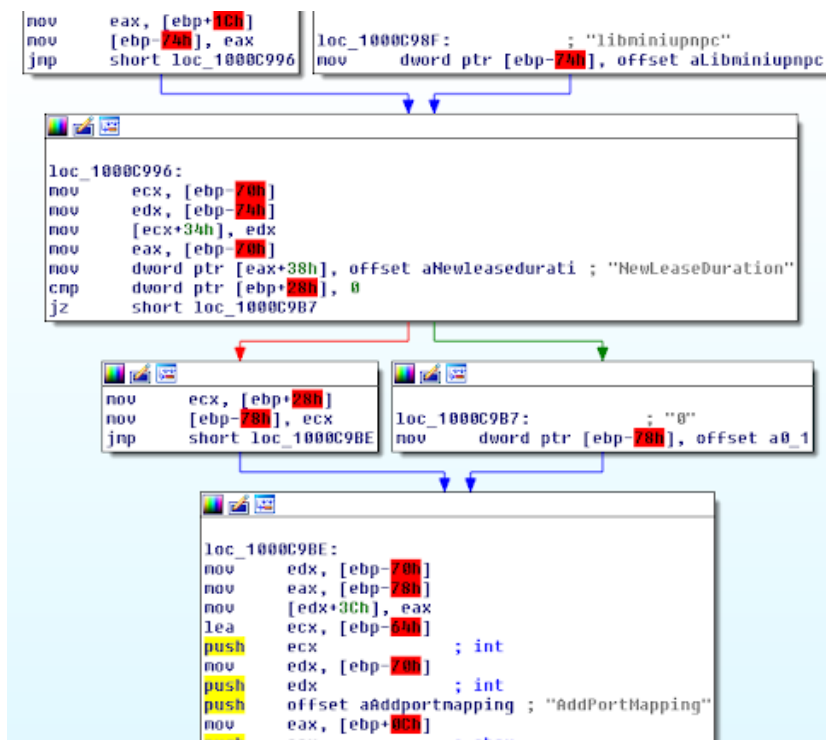 mov     eax, [ebp+1Ch]
mov     [ebp-74h], eax
jmp     short loc_1000C996
loc_1000C98F:           ; "libminiupnpc"
mov     dword ptr [ebp-74h], offset aLibminiupnpc
loc_1000C996:
mov     ecx, [ebp-70h]
mov     edx, [ebp-74h]
mov     [ecx+34h], edx
mov     eax, [ebp-70h]
mov     dword ptr [eax+38h], offset aNewleasedurati ; "NewLeaseDuration"
cmp     dword ptr [ebp+28h], 0
jz      short loc_1000C9B7
mov     ecx, [ebp+28h]
mov     [ebp-78h], ecx
jmp     short loc_1000C9BE
loc_1000C9B7:           ; "0"
mov     dword ptr [ebp-78h], offset a0_1
loc_1000C9BE:
mov     edx, [ebp-70h]
mov     eax, [ebp-78h]
mov     [edx+3Ch], eax
lea     ecx, [ebp-64h]
push    ecx             ; int
mov     edx, [ebp-70h]
push    edx             ; int
push    offset aAddportmapping ; "AddPortMapping"
mov     eax, [ebp+0Ch]